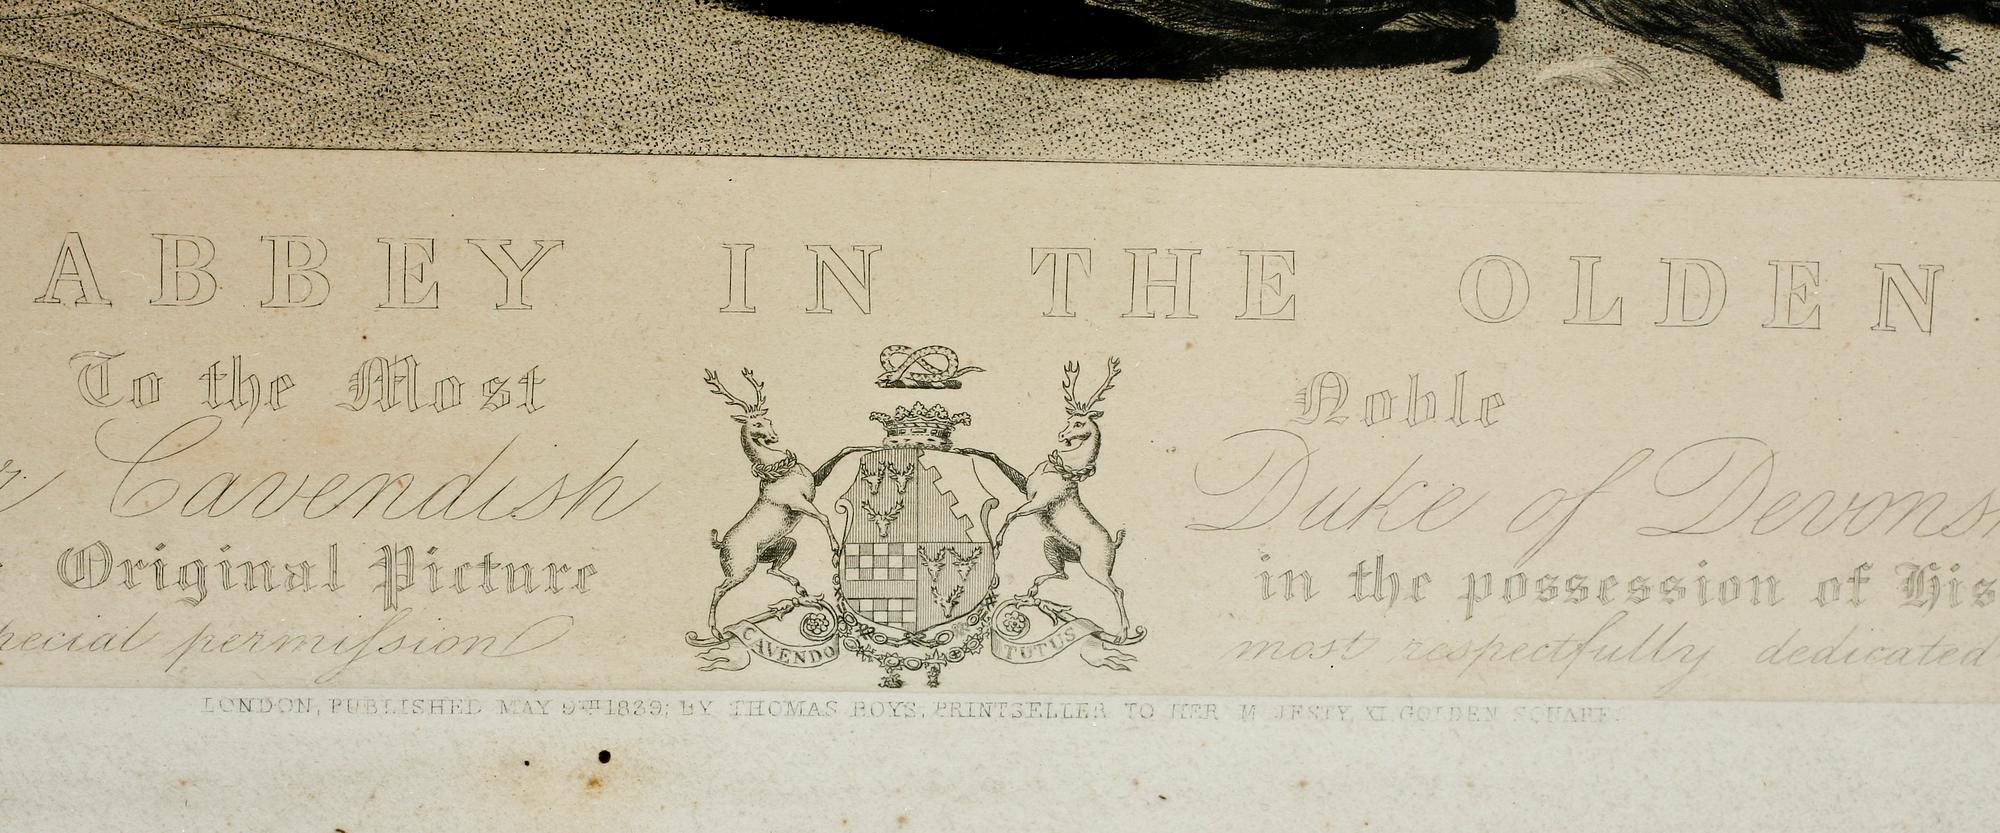 ABBEY IN THE OLDEN
To the Most Noble
r Cavendish Duke of Devons
Original Picture in the possession of His
pecial permifsion most respectfully dedicated
CAVENDO TUTUS
LONDON, PUBLISHED MAY 9TH 1839; BY THOMAS BOYS, PRINTSELLER TO HER MAJESTY, XI, GOLDEN SQUARE